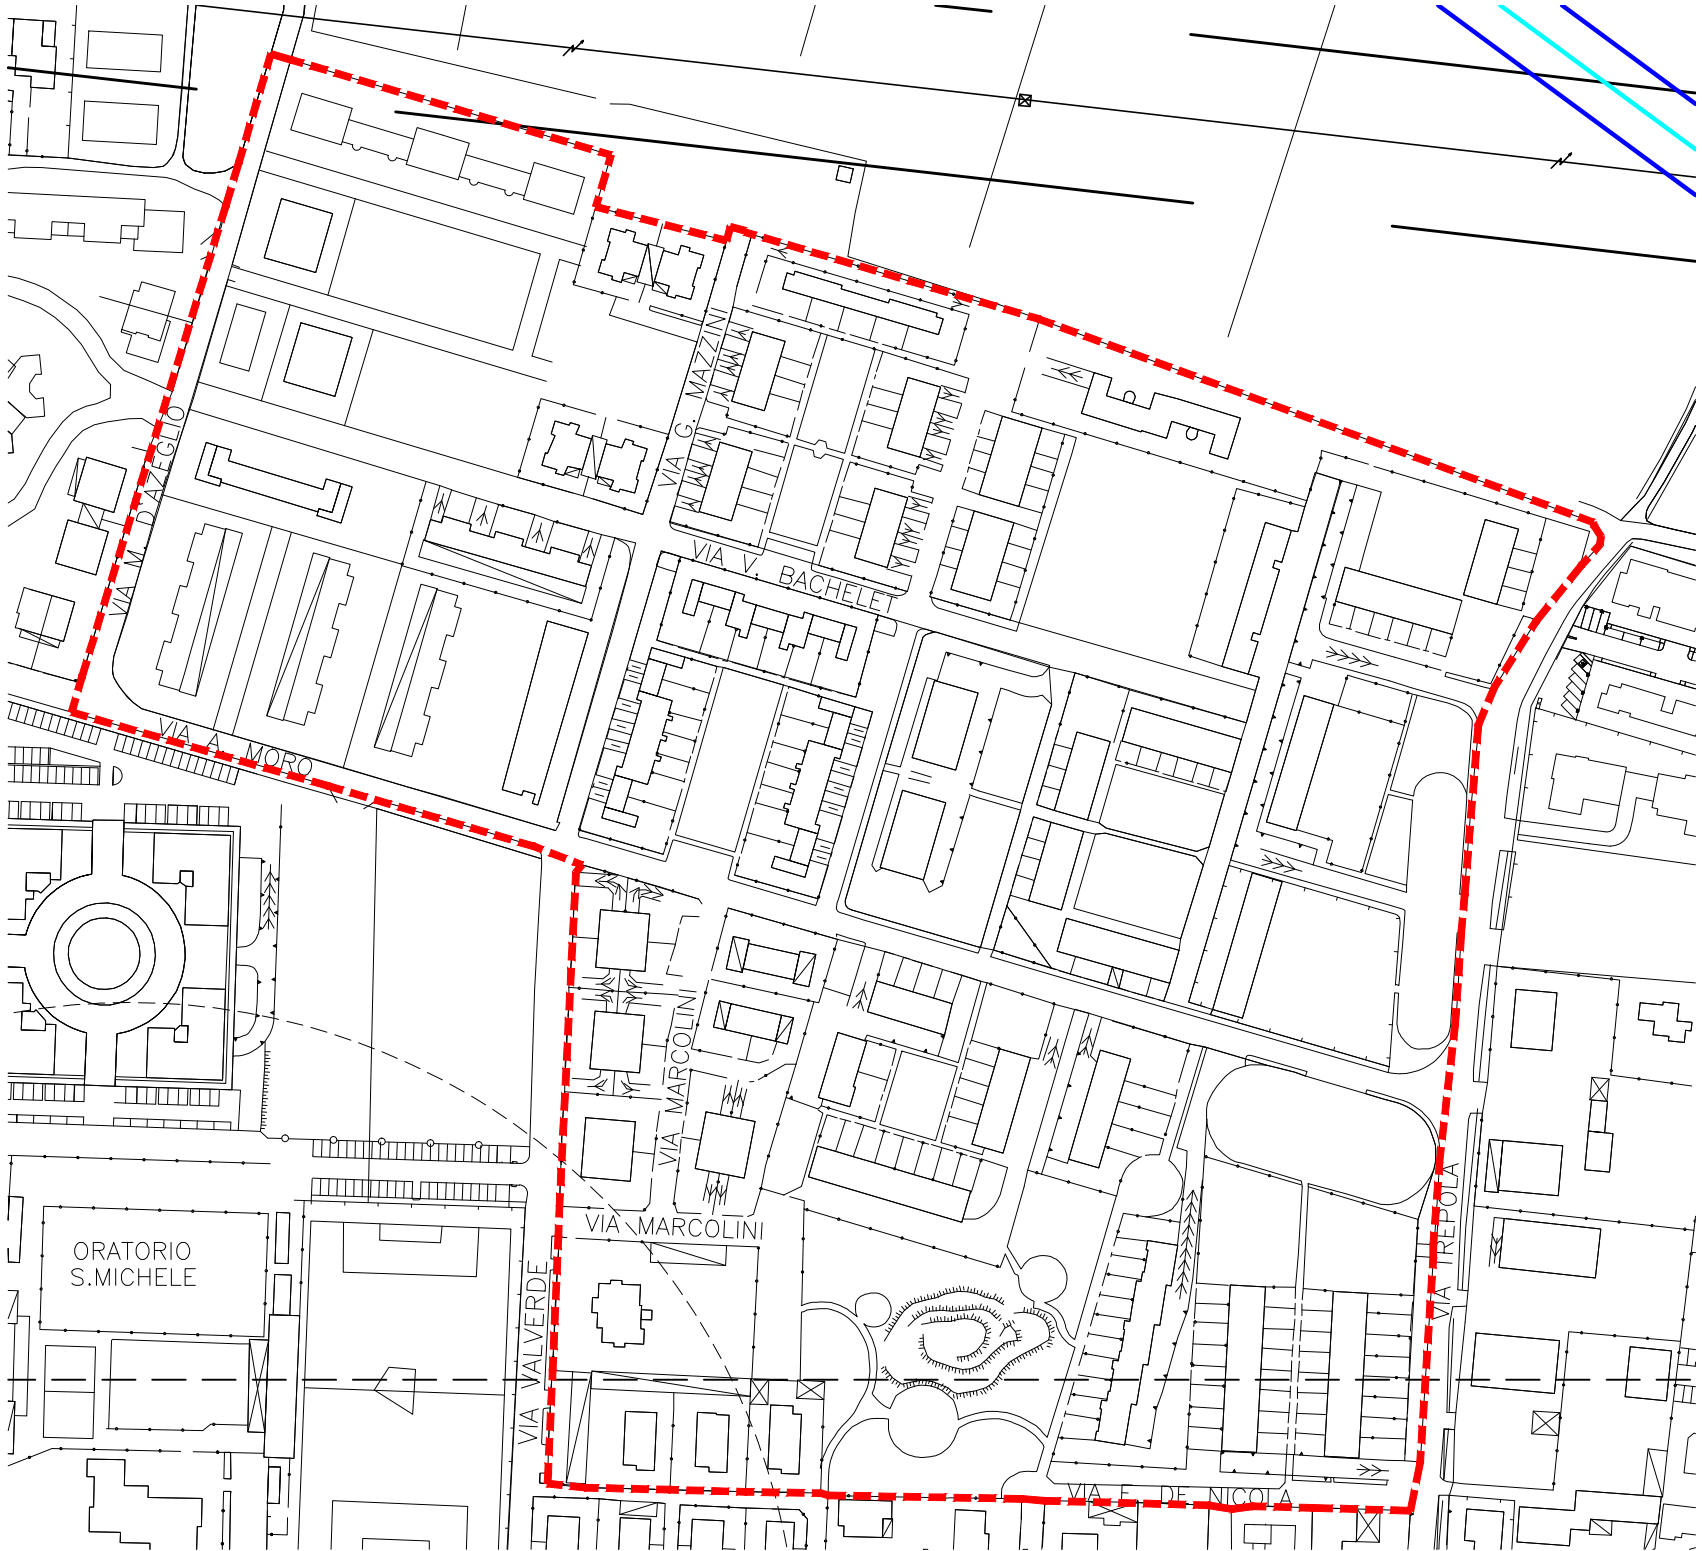 VIA G. MAZZINI
VIA M. D'AZEGLIO
VIA V. BACHELET
VIA A. MORO
VIA MARCOLINI
VIA MARCOLINI
ORATORIO
S.MICHELE
VIA VALVERDE
VIA TREPOLA
VIA E. DE NICOLA